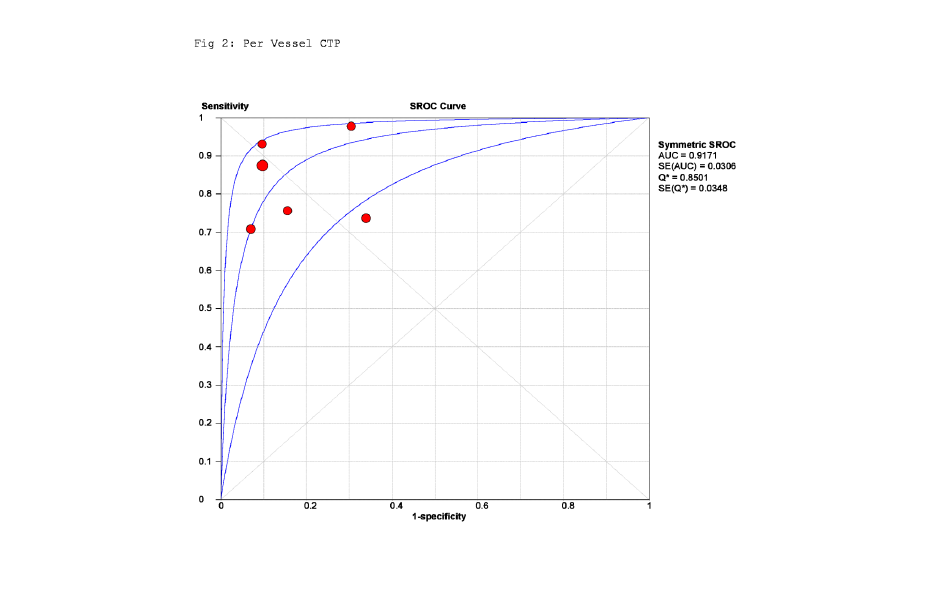 Fig 2: Per Vessel CTP
Sensitivity
SROC Curve
1
0.9
0.8
0.7
0.6
0.5
0.4
0.3
0.2
0.1
0
0 0.2 0.4 0.6 0.8 1
1-specificity
Symmetric SROC
AUC = 0.9171
SE(AUC) = 0.0306
Q* = 0.8501
SE(Q*) = 0.0348